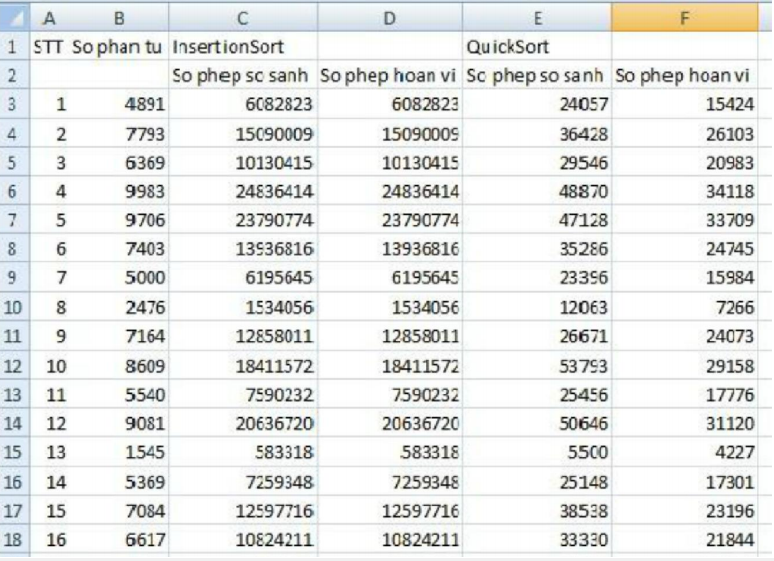 A B C D E F
1 STT So phan tu InsertionSort QuickSort
2 So phep so sanh So phep hoan vi So phep so sanh So phep hoan vi
3 1 4891 6082823 6082823 24057 15424
4 2 7793 15090009 15090009 36428 26103
5 3 6369 10130415 10130415 29546 20983
6 4 9983 24836414 24836414 48870 34118
7 5 9706 23790774 23790774 47128 33709
8 6 7403 13936816 13936816 35286 24745
9 7 5000 6195645 6195645 23396 15984
10 8 2476 1534056 1534056 12063 7266
11 9 7164 12858011 12858011 26671 24073
12 10 8609 18411572 18411572 53793 29158
13 11 5540 7590232 7590232 25456 17776
14 12 9081 20636720 20636720 50646 31120
15 13 1545 583318 583318 5500 4227
16 14 5369 7259348 7259348 25148 17301
17 15 7084 12597716 12597716 38538 23196
18 16 6617 10824211 10824211 33330 21844